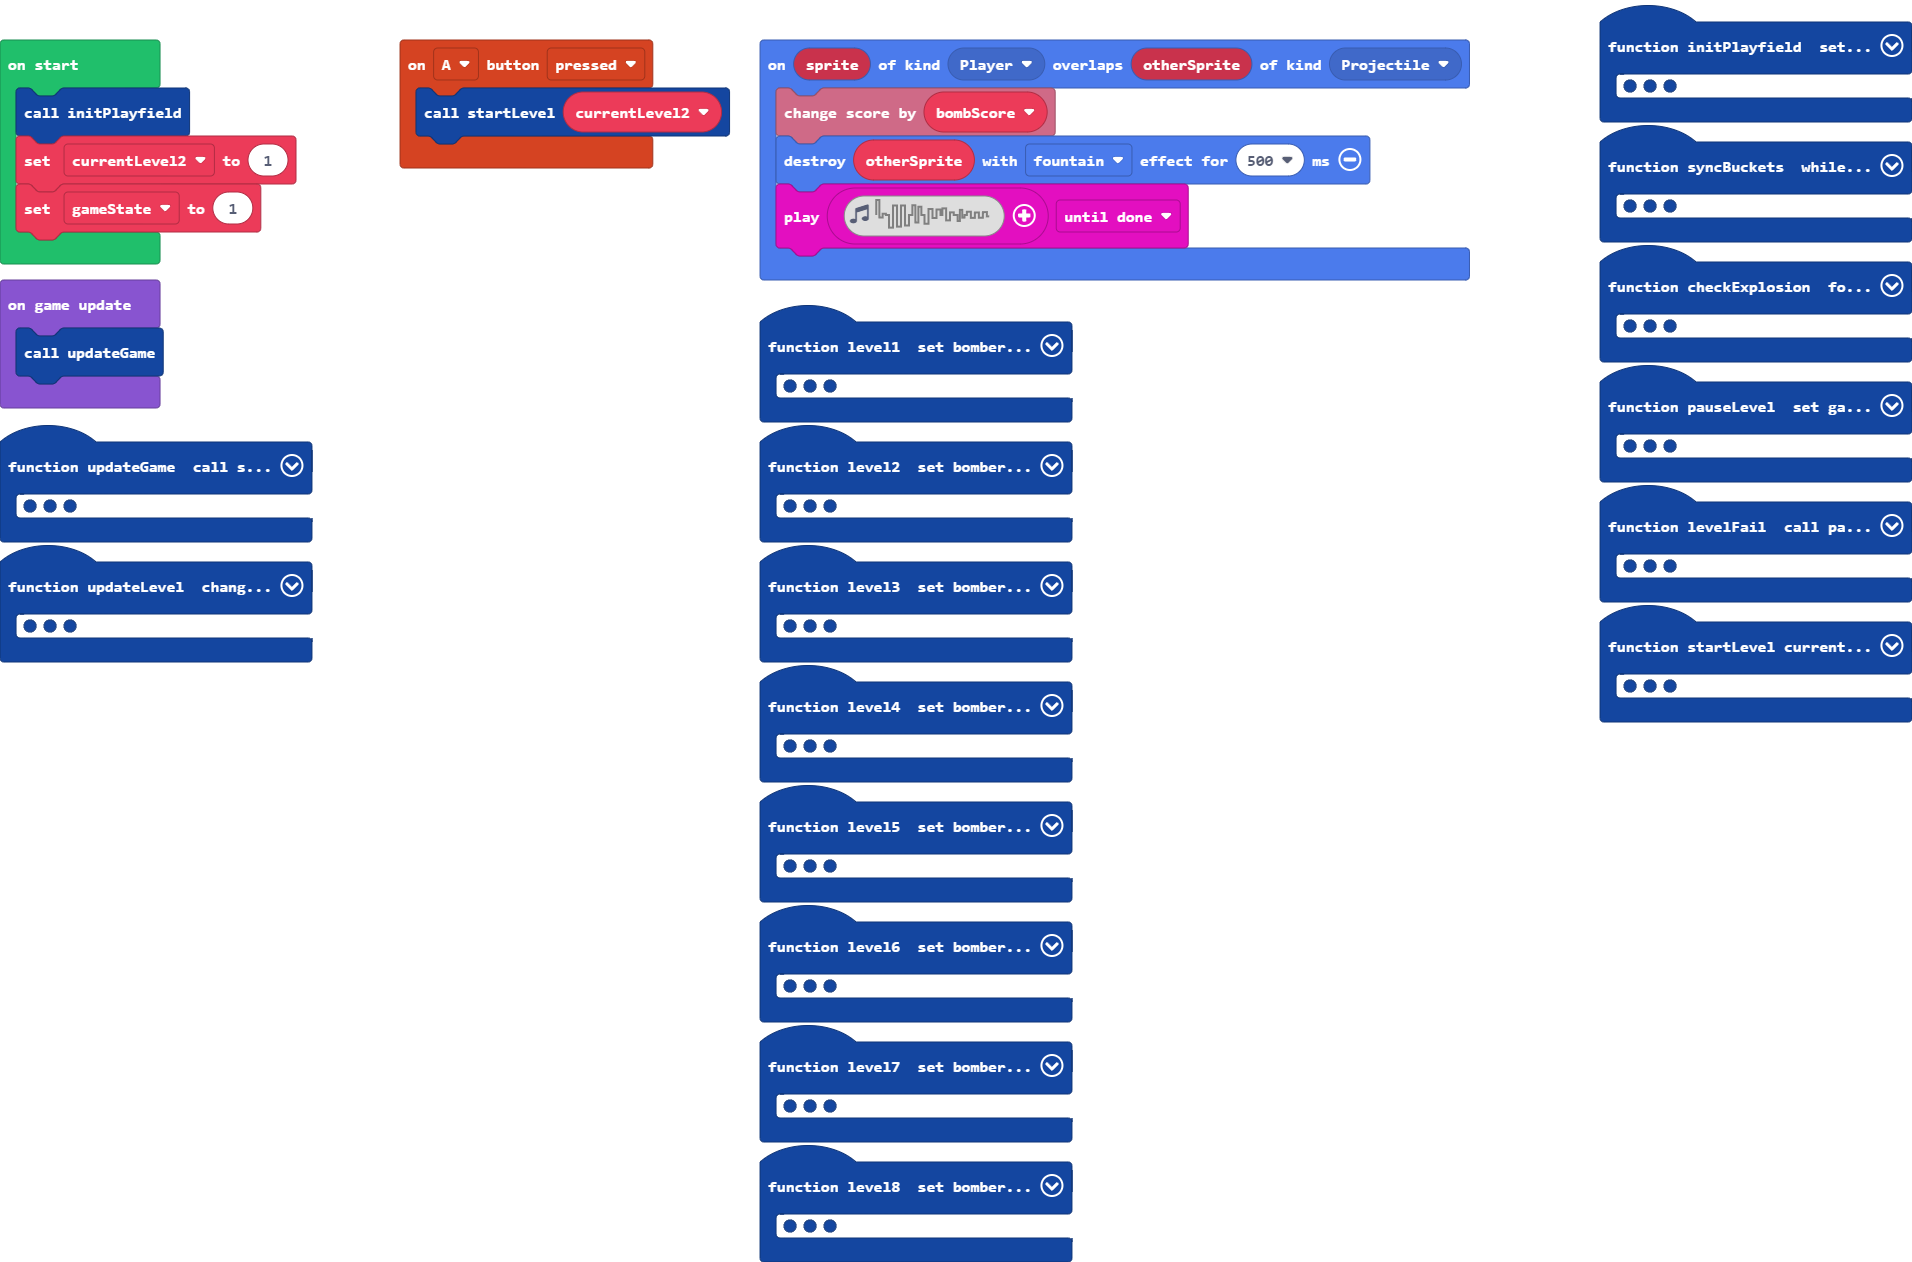 on start
call initPlayfield
set currentLevel2 to 1
set gameState to 1
on game update
call updateGame
function updateGame call s...
function updateLevel chang...
on A button pressed
call startLevel currentLevel2
on sprite of kind Player overlaps otherSprite of kind Projectile
change score by bombScore
destroy otherSprite with fountain effect for 500 ms
play until done
function level1 set bomber...
function level2 set bomber...
function level3 set bomber...
function level4 set bomber...
function level5 set bomber...
function level6 set bomber...
function level7 set bomber...
function level8 set bomber...
function initPlayfield set...
function syncBuckets while...
function checkExplosion fo...
function pauseLevel set ga...
function levelFail call pa...
function startLevel current...